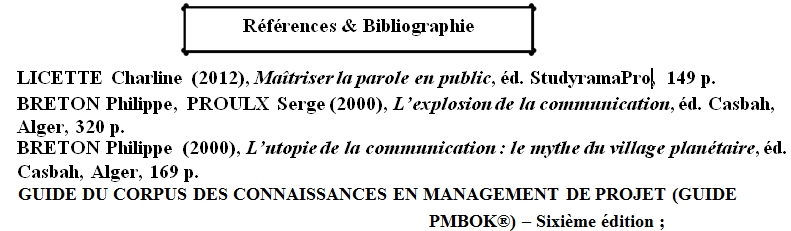 Références & Bibliographie
LICETTE Charline (2012), Maîtriser la parole en public, éd. StudyramaPro, 149 p.
BRETON Philippe, PROULX Serge (2000), L'explosion de la communication, éd. Casbah,
Alger, 320 p.
BRETON Philippe (2000), L'utopie de la communication : le mythe du village planétaire, éd.
Casbah, Alger, 169 p.
GUIDE DU CORPUS DES CONNAISSANCES EN MANAGEMENT DE PROJET (GUIDE
PMBOK®) – Sixième édition ;